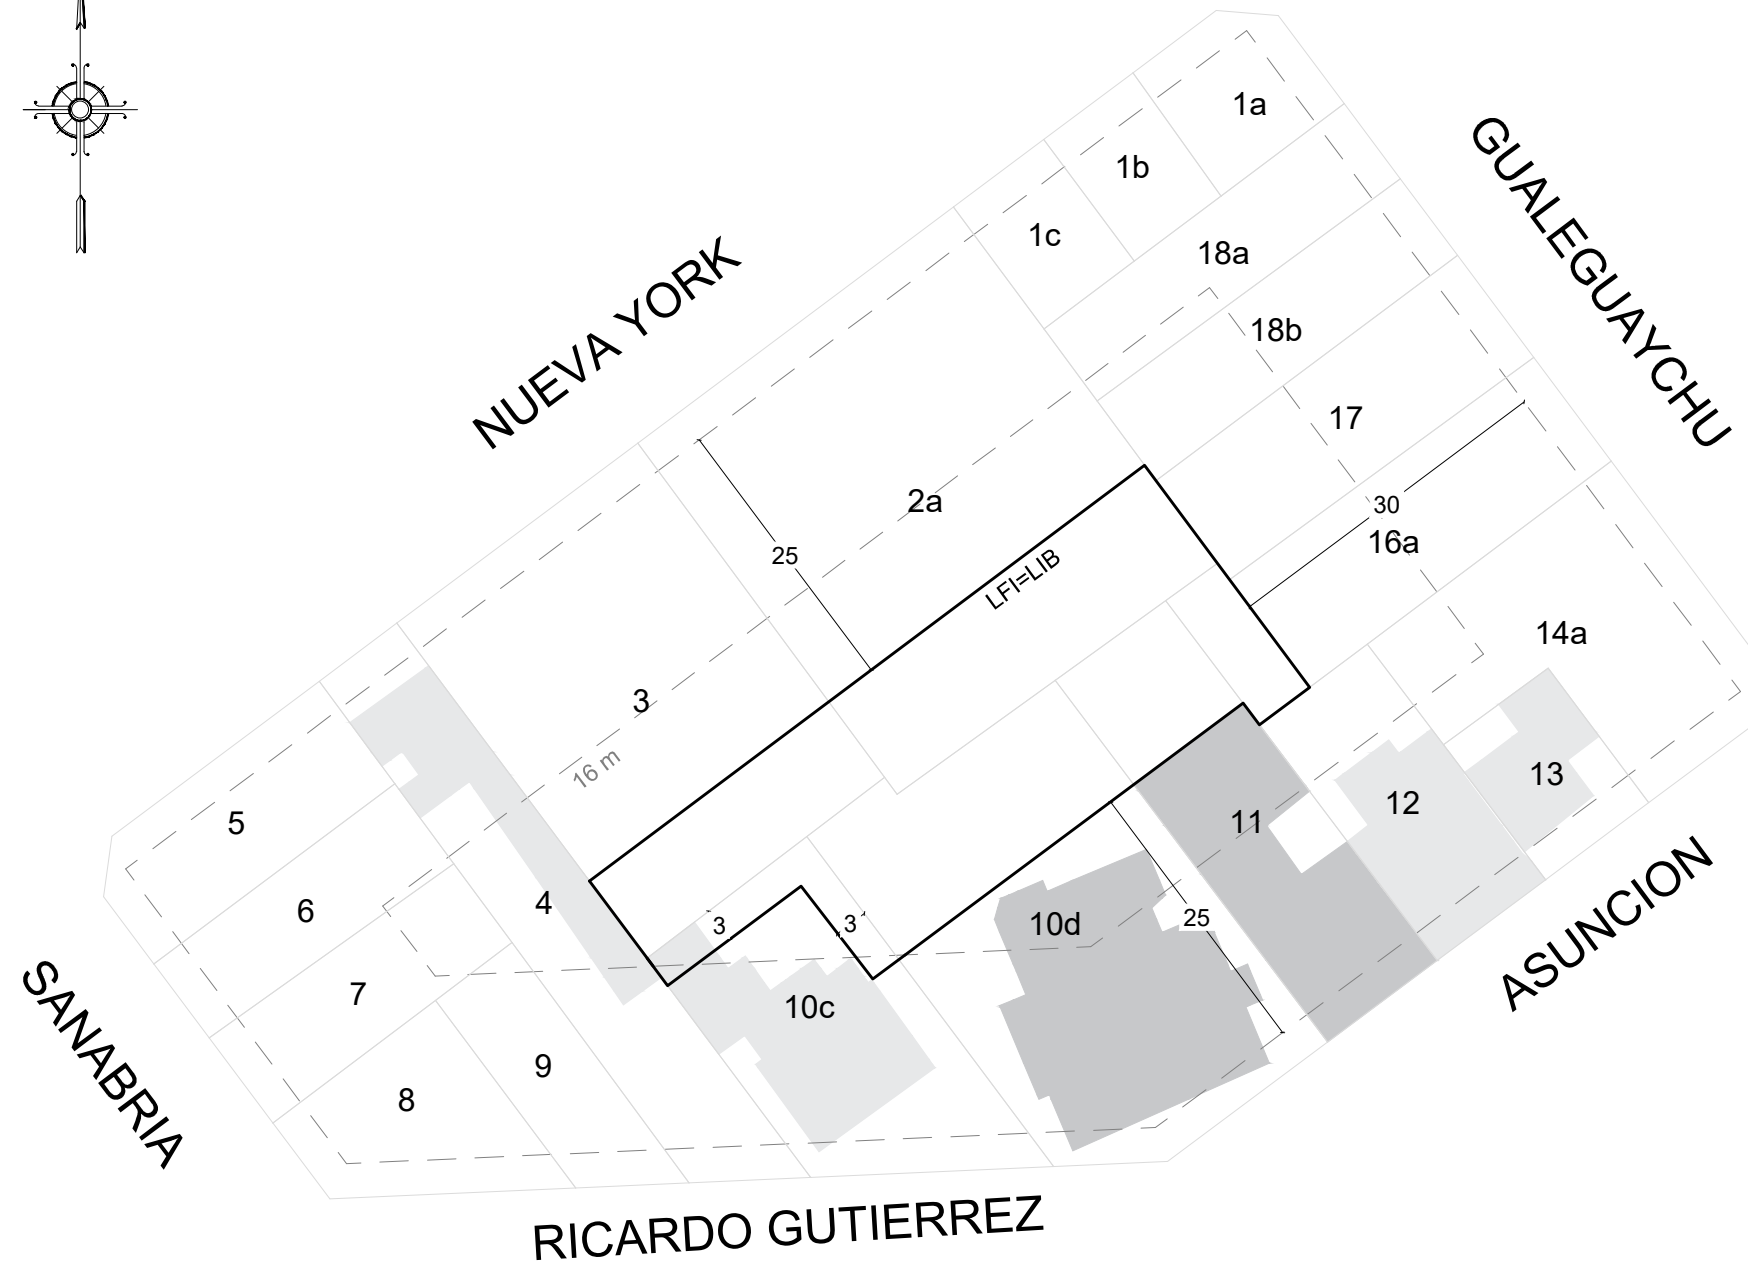 1a
GUALEGUAYCHU
1b
1c
18a
NUEVA YORK
18b
17
2a
30
16a
25
LFI=LIB
14a
3
16 m
13
12
5
11
4
6
3
3
10d
25
ASUNCION
7
10c
SANABRIA
9
8
RICARDO GUTIERREZ